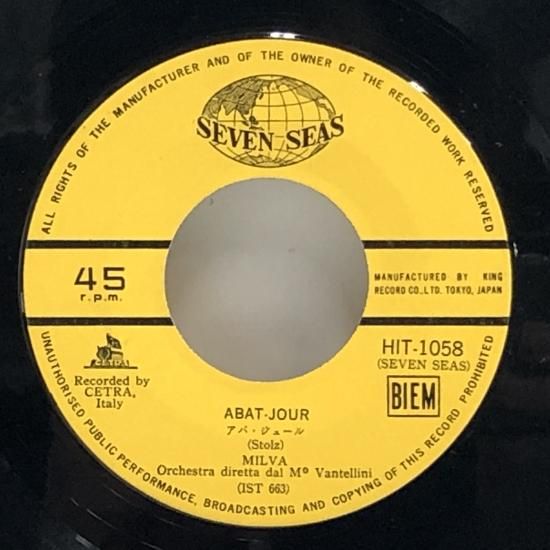 ALL RIGHTS OF THE MANUFACTURER AND OF THE OWNER OF THE RECORDED WORK RESERVED
SEVEN SEAS
45
r.p.m.
MANUFACTURED BY KING
RECORD CO., LTD. TOKYO, JAPAN
CETRA
Recorded by
CETRA,
Italy
HIT-1058
(SEVEN SEAS)
BIEM
ABAT-JOUR
アバ・ジュール
(Stolz)
MILVA
Orchestra diretta dal Mº Vantellini
(IST 663)
UNAUTHORISED PUBLIC PERFORMANCE, BROADCASTING AND COPYING OF THIS RECORD PROHIBITED